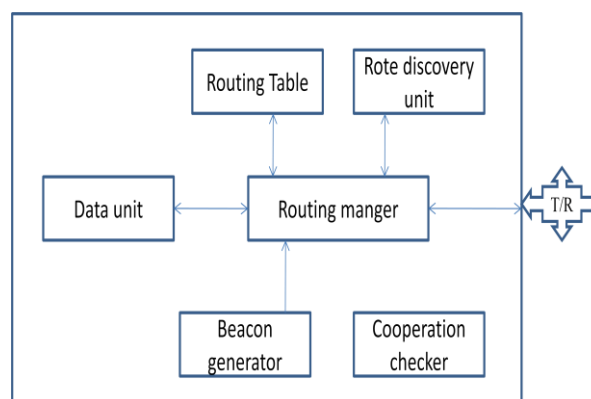 Routing Table
Rote discovery
unit
Data unit
Routing manger
T/R
Beacon
generator
Cooperation
checker